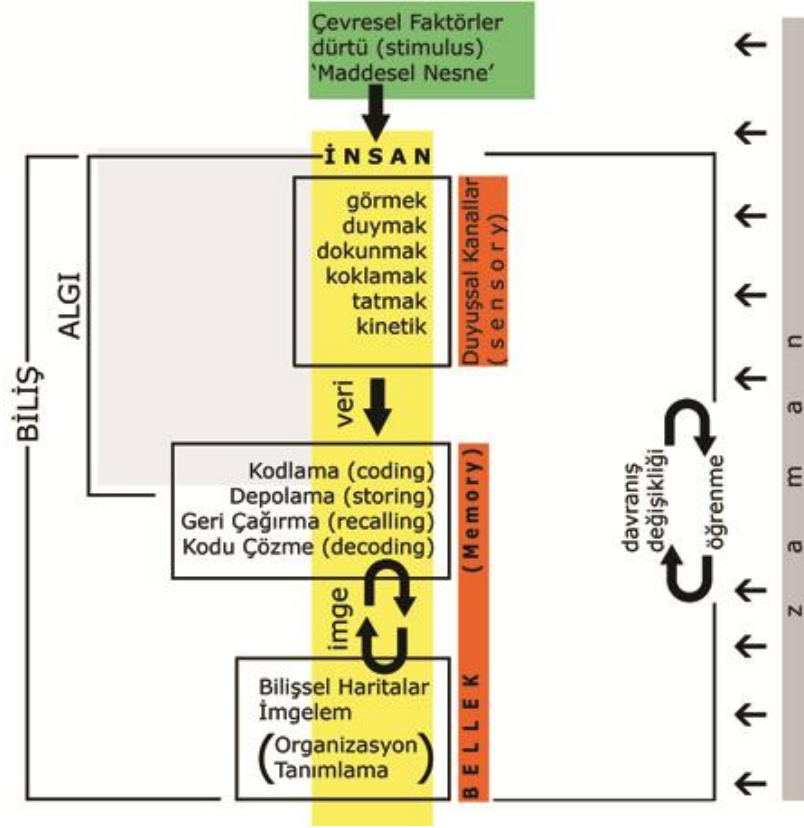 Çevresel Faktörler
dürtü (stimulus)
‘Maddesel Nesne’
İNSAN
görmek
duymak
dokunmak
koklamak
tatmak
kinetik
Duyuşsal Kanallar
(sensory)
ALGI
BİLİŞ
veri
Kodlama (coding)
Depolama (storing)
Geri Çağırma (recalling)
Kodu Çözme (decoding)
imge
Bilişsel Haritalar
İmgelem
(Organizasyon
Tanımlama)
BELLEK (Memory)
davranış
değişikliği
öğrenme
zaman